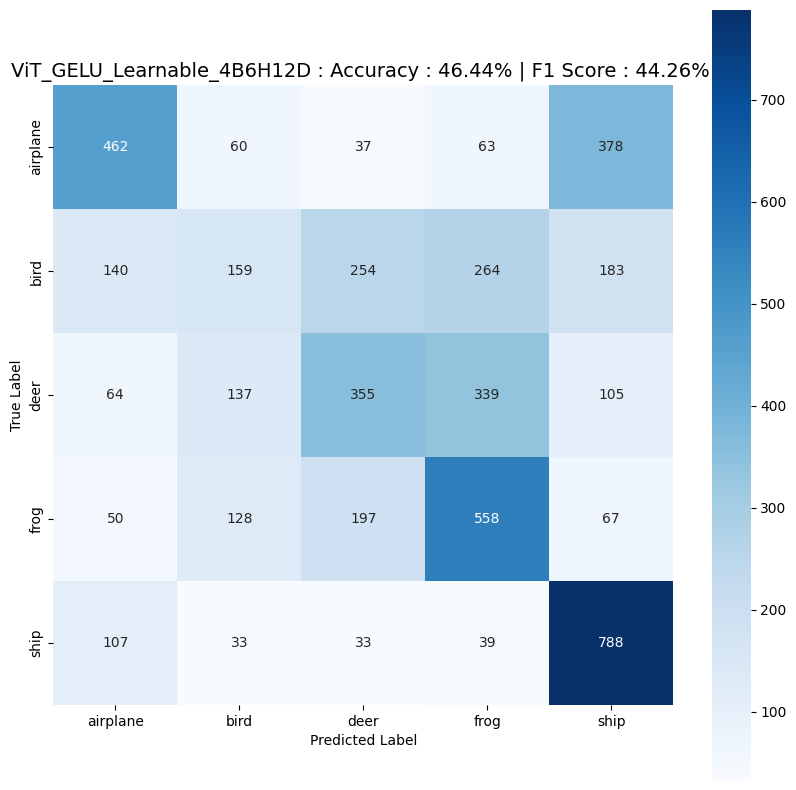 ViT_GELU_Learnable_4B6H12D : Accuracy : 46.44% | F1 Score : 44.26%
True Label
airplane 462 60 37 63 378
bird 140 159 254 264 183
deer 64 137 355 339 105
frog 50 128 197 558 67
ship 107 33 33 39 788
airplane bird deer frog ship
Predicted Label
700
600
500
400
300
200
100